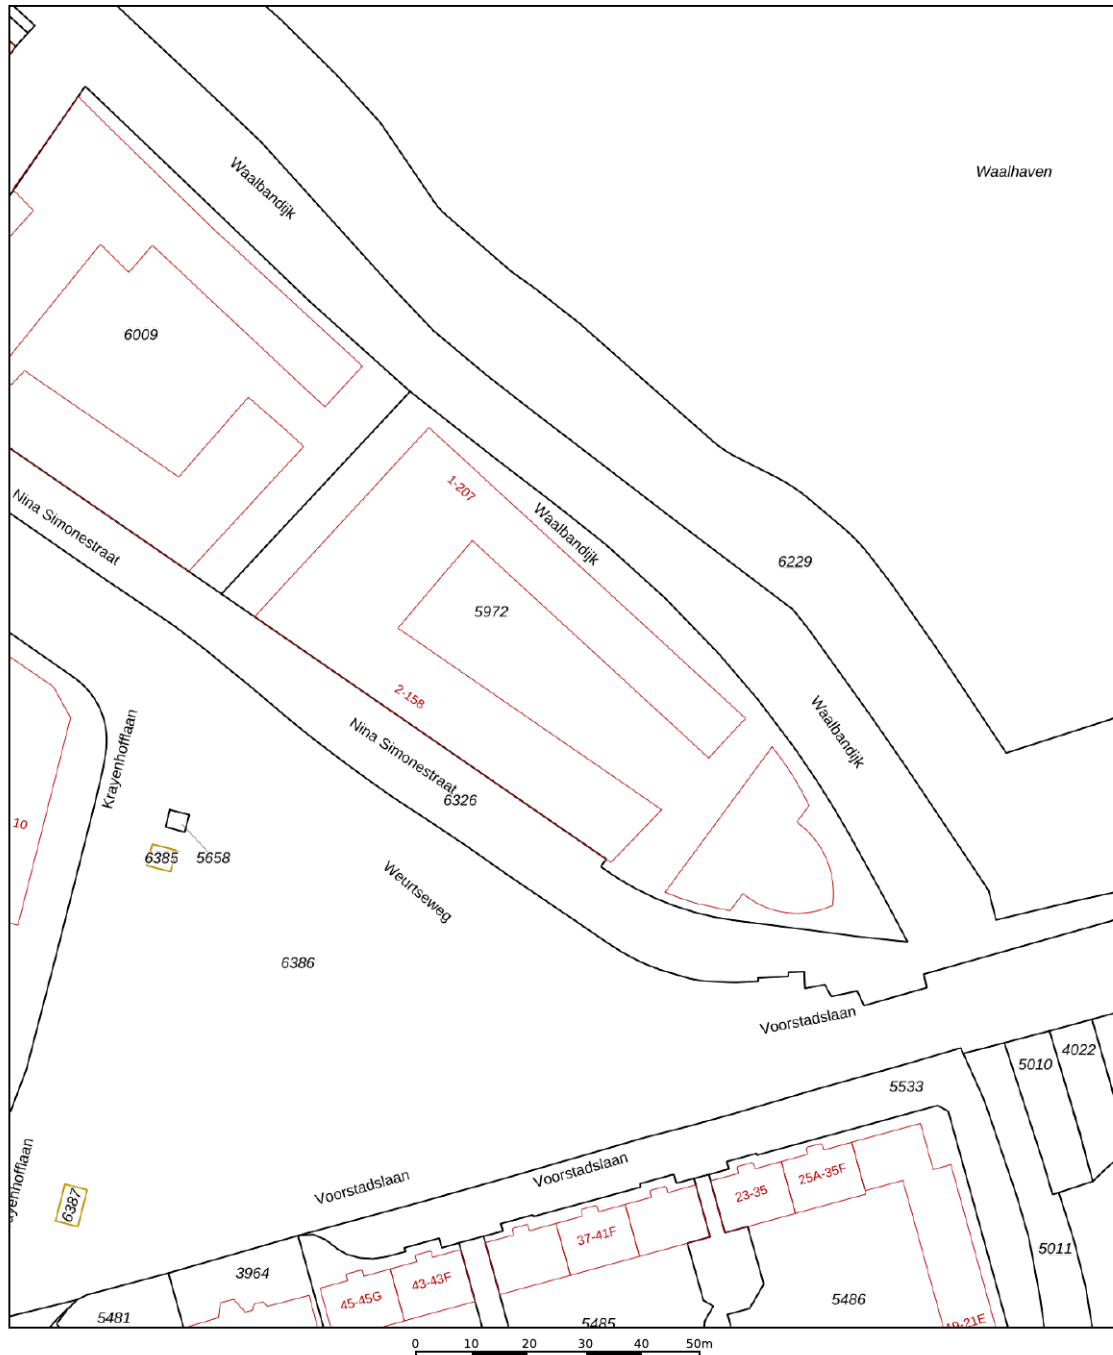 Waalhaven
Waalbandijk
6009
1-207
Nina Simonestraat
Waalbandijk
6229
5972
2-158
Krayenhofflaan
Nina Simonestraat
6326
Waalbandijk
10
6385
5658
Weurtseweg
6386
Voorstadslaan
5010
4022
5533
yenhofflaan
Voorstadslaan
Voorstadslaan
23-35
25A-35F
6387
37-41F
5011
3964
43-43F
45-45G
5486
5481
5485
19-21E
0 10 20 30 40 50m